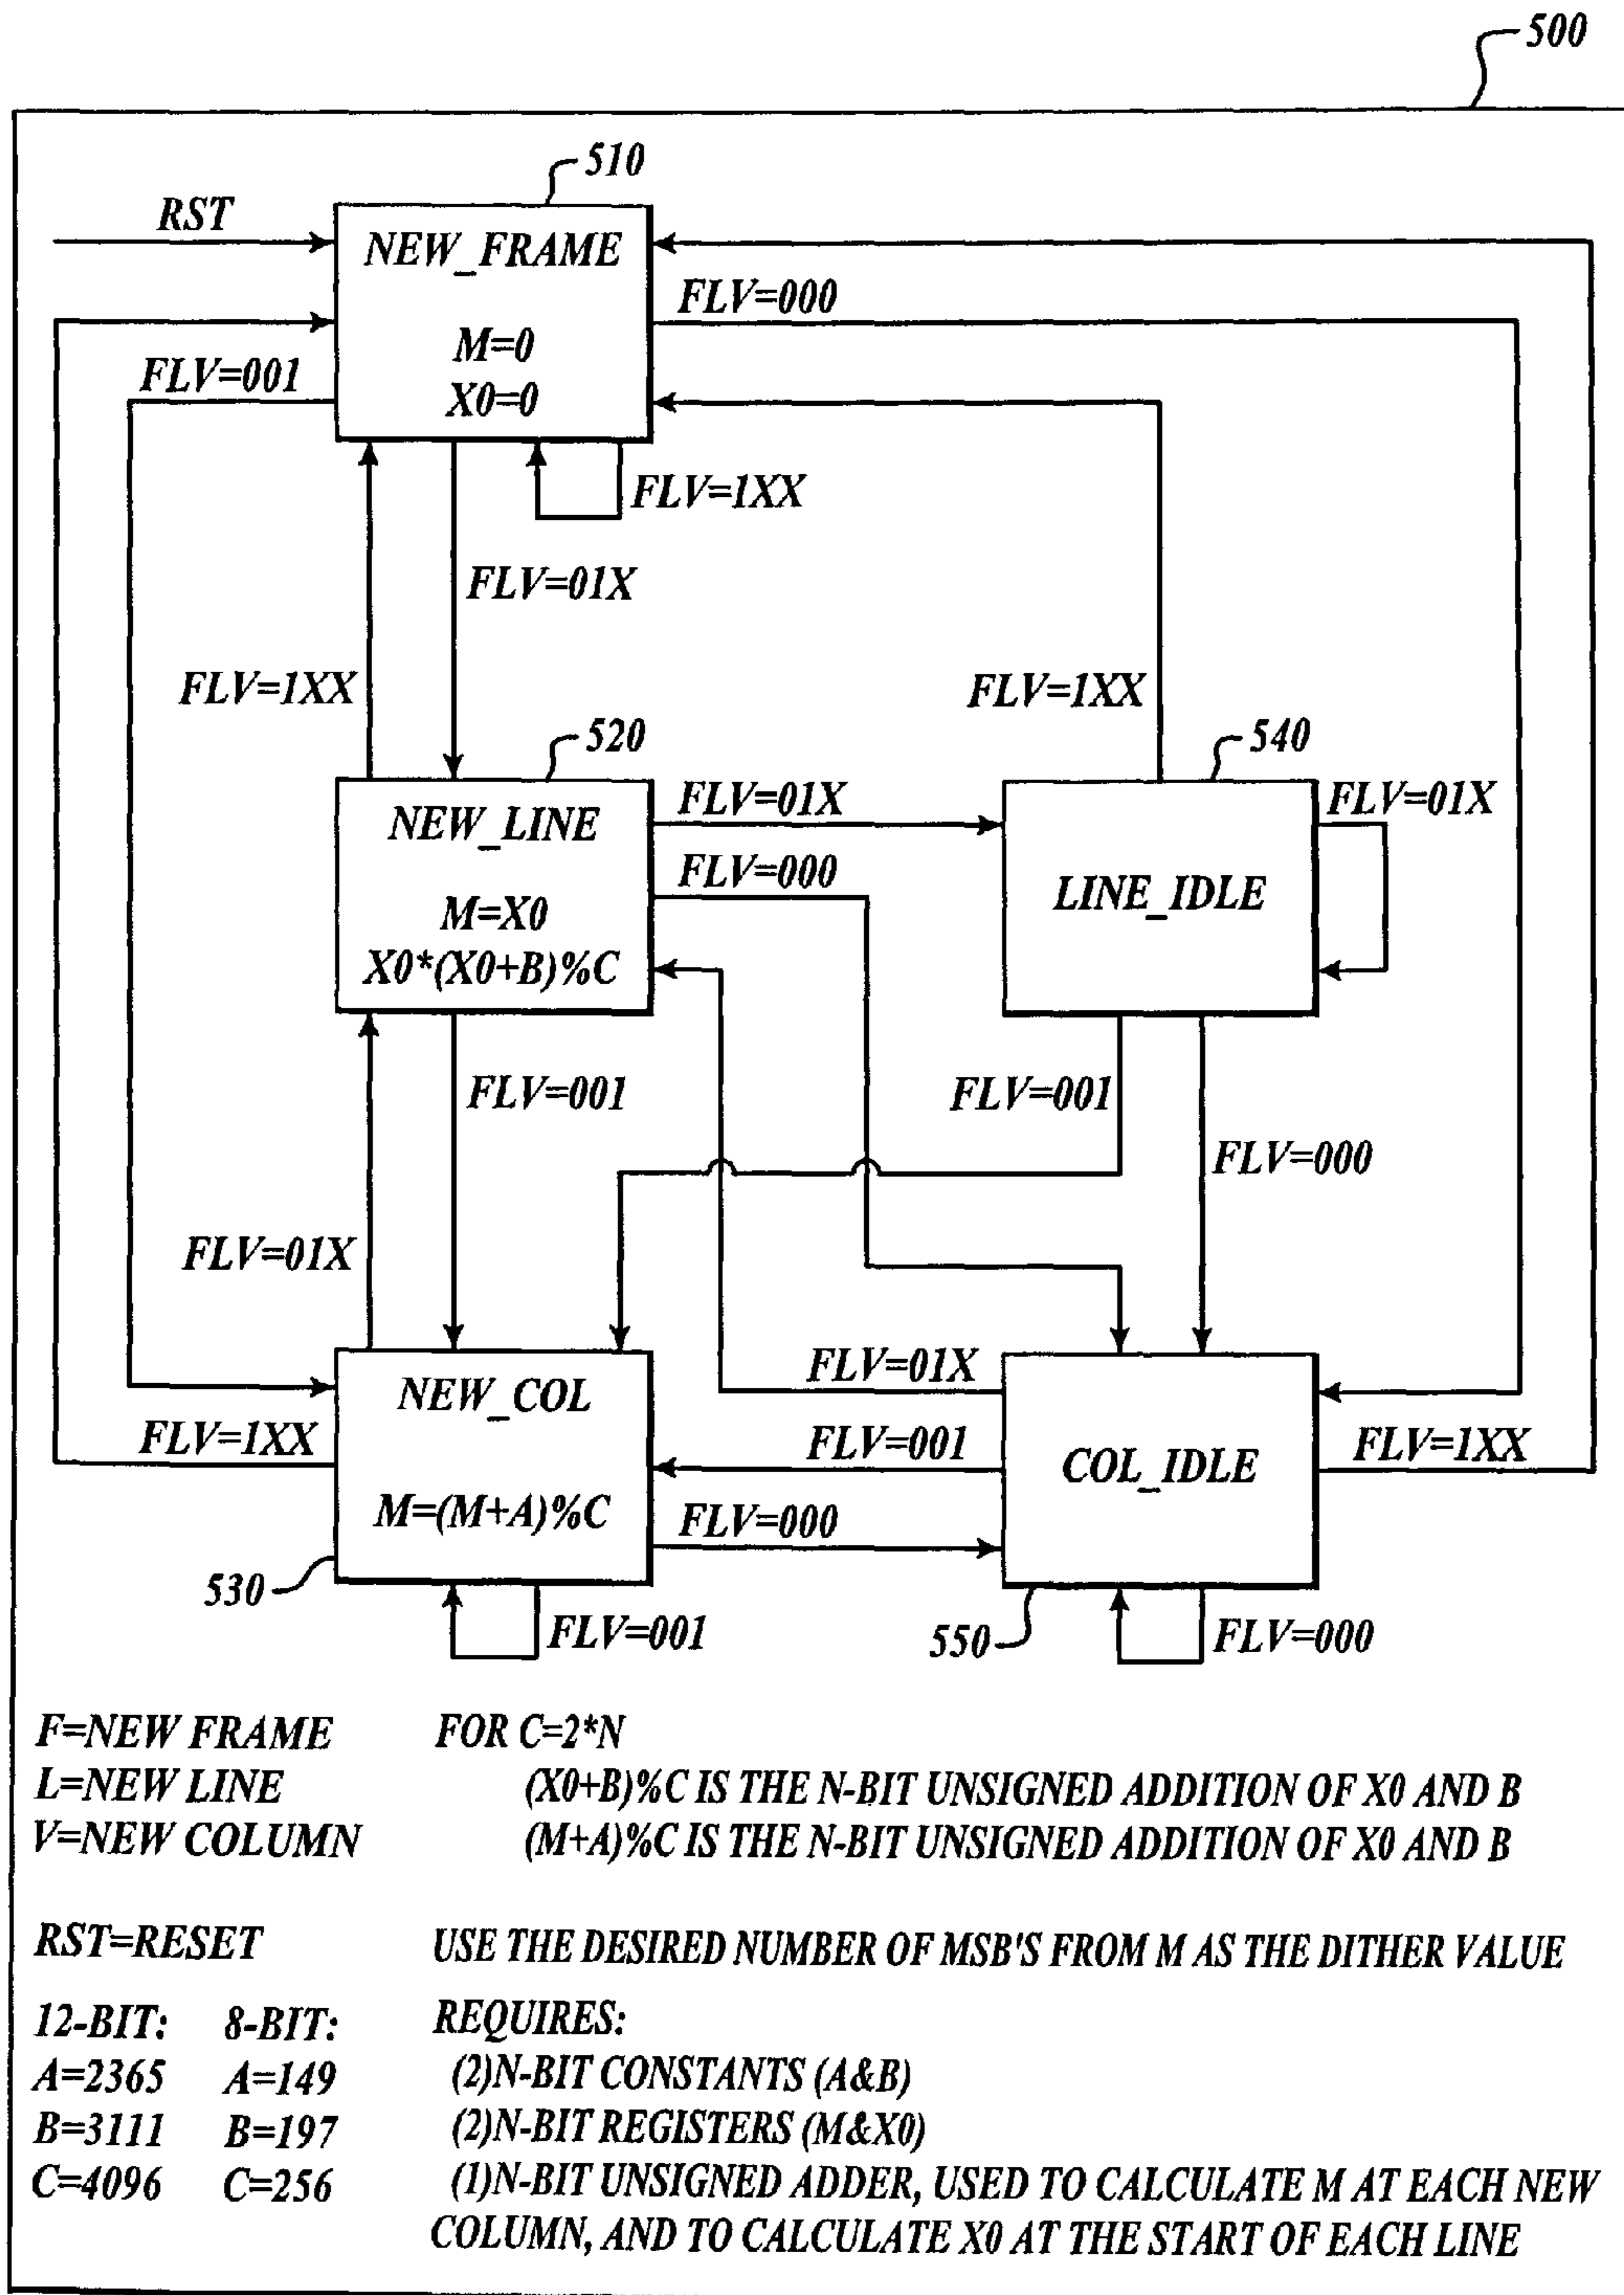 500
510
RST
NEW_FRAME
FLV=000
M=0
FLV=001
X0=0
FLV=1XX
FLV=01X
FLV=1XX
FLV=1XX
520
540
NEW_LINE
FLV=01X
FLV=01X
FLV=000
M=X0
LINE_IDLE
X0*(X0+B)%C
FLV=001
FLV=001
FLV=000
FLV=01X
FLV=01X
NEW_COL
FLV=1XX
FLV=001
COL_IDLE
FLV=1XX
M=(M+A)%C
FLV=000
530
FLV=001
550
FLV=000
F=NEW FRAME FOR C=2*N
L=NEW LINE (X0+B)%C IS THE N-BIT UNSIGNED ADDITION OF X0 AND B
V=NEW COLUMN (M+A)%C IS THE N-BIT UNSIGNED ADDITION OF X0 AND B
RST=RESET USE THE DESIRED NUMBER OF MSB'S FROM M AS THE DITHER VALUE
12-BIT: 8-BIT: REQUIRES:
A=2365 A=149 (2)N-BIT CONSTANTS (A&B)
B=3111 B=197 (2)N-BIT REGISTERS (M&X0)
C=4096 C=256 (1)N-BIT UNSIGNED ADDER, USED TO CALCULATE M AT EACH NEW
COLUMN, AND TO CALCULATE X0 AT THE START OF EACH LINE